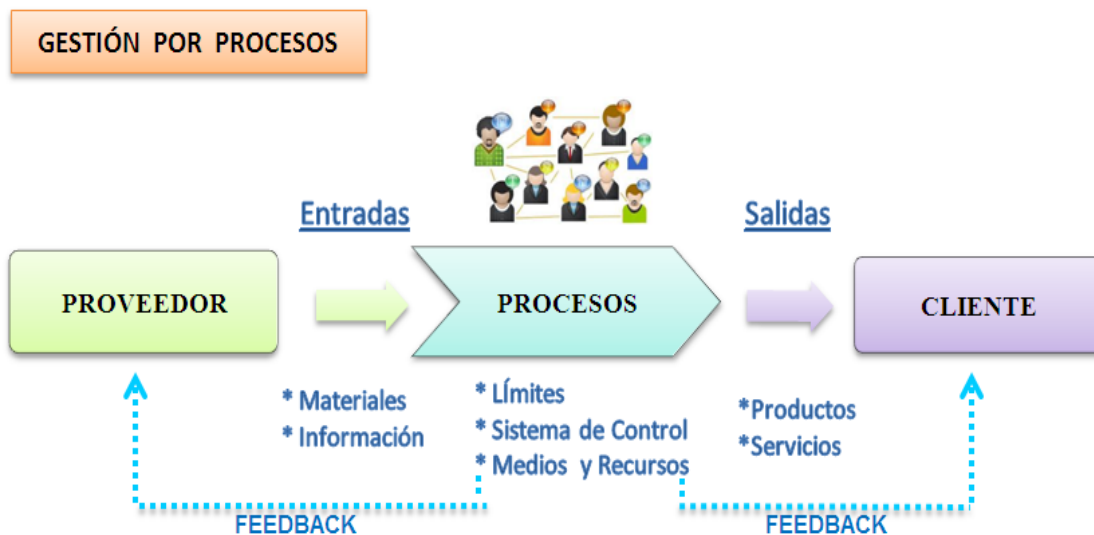 GESTIÓN POR PROCESOS
Entradas
Salidas
PROVEEDOR
PROCESOS
CLIENTE
* Materiales
* Información
* LÍmites
* Sistema de Control
* Medios y Recursos
*Productos
*Servicios
FEEDBACK
FEEDBACK